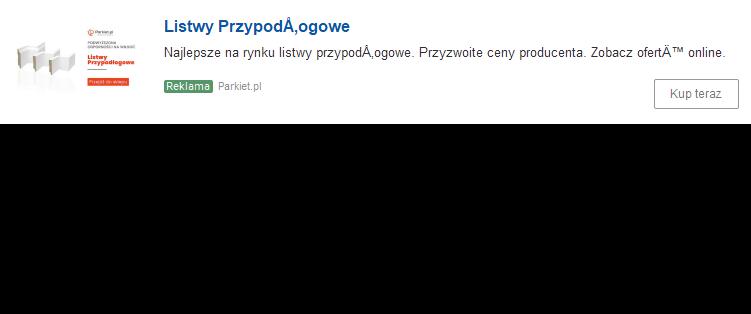 Listwy PrzypodÅ‚ogowe
Parkiet.pl
PODWYŻSZONA
ODPORNOŚCI NA WILGOĆ
Listwy
Przypodłogowe
Przejdź do sklepu
Najlepsze na rynku listwy przypodÅ‚ogowe. Przyzwoite ceny producenta. Zobacz ofertÄ™ online.
Reklama Parkiet.pl
Kup teraz